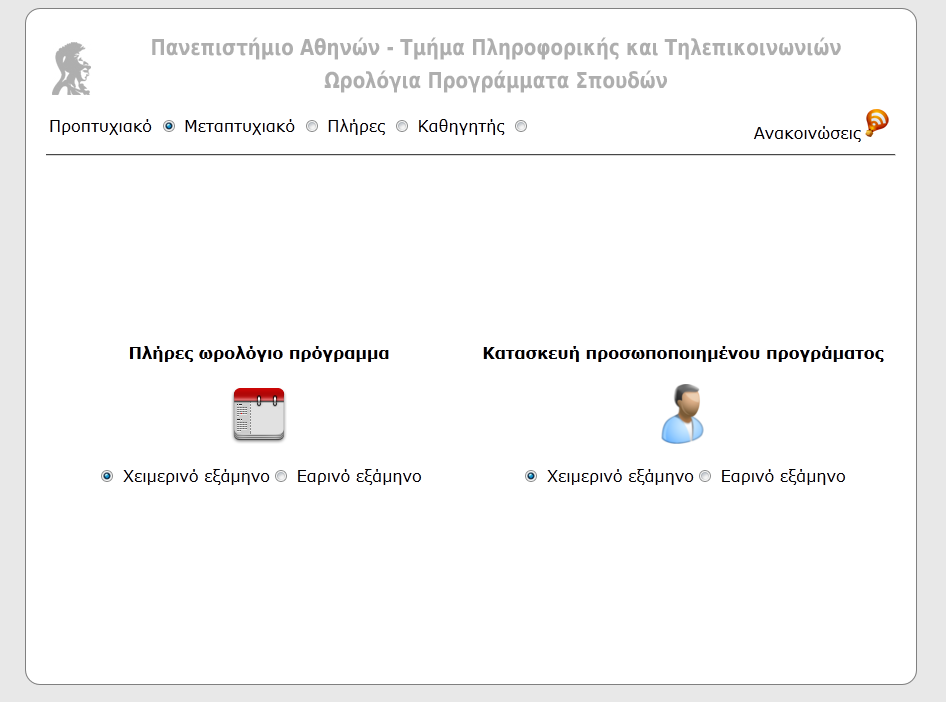 Πανεπιστήμιο Αθηνών - Τμήμα Πληροφορικής και Τηλεπικοινωνιών
Ωρολόγια Προγράμματα Σπουδών
Προπτυχιακό Μεταπτυχιακό Πλήρες Καθηγητής
Ανακοινώσεις
Πλήρες ωρολόγιο πρόγραμμα
Κατασκευή προσωποποιημένου προγράματος
Χειμερινό εξάμηνο Εαρινό εξάμηνο
Χειμερινό εξάμηνο Εαρινό εξάμηνο